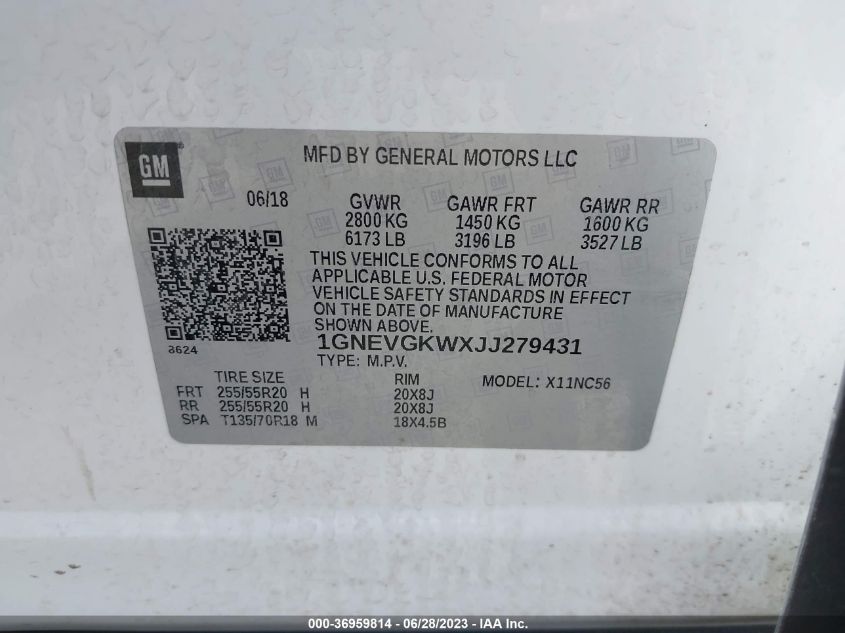 GM
MFD BY GENERAL MOTORS LLC
06/18 GVWR GAWR FRT GAWR RR
2800 KG 1450 KG 1600 KG
6173 LB 3196 LB 3527 LB
THIS VEHICLE CONFORMS TO ALL
APPLICABLE U.S. FEDERAL MOTOR
VEHICLE SAFETY STANDARDS IN EFFECT
ON THE DATE OF MANUFACTURE
SHOWN ABOVE.
1GNEVGKWXJJ279431
3624
TYPE: M.P.V.
TIRE SIZE RIM MODEL: X11NC56
FRT 255/55R20 H 20X8J
RR 255/55R20 H 20X8J
SPA T135/70R18 M 18X4.5B
000-36959814 - 06/28/2023 - IAA Inc.